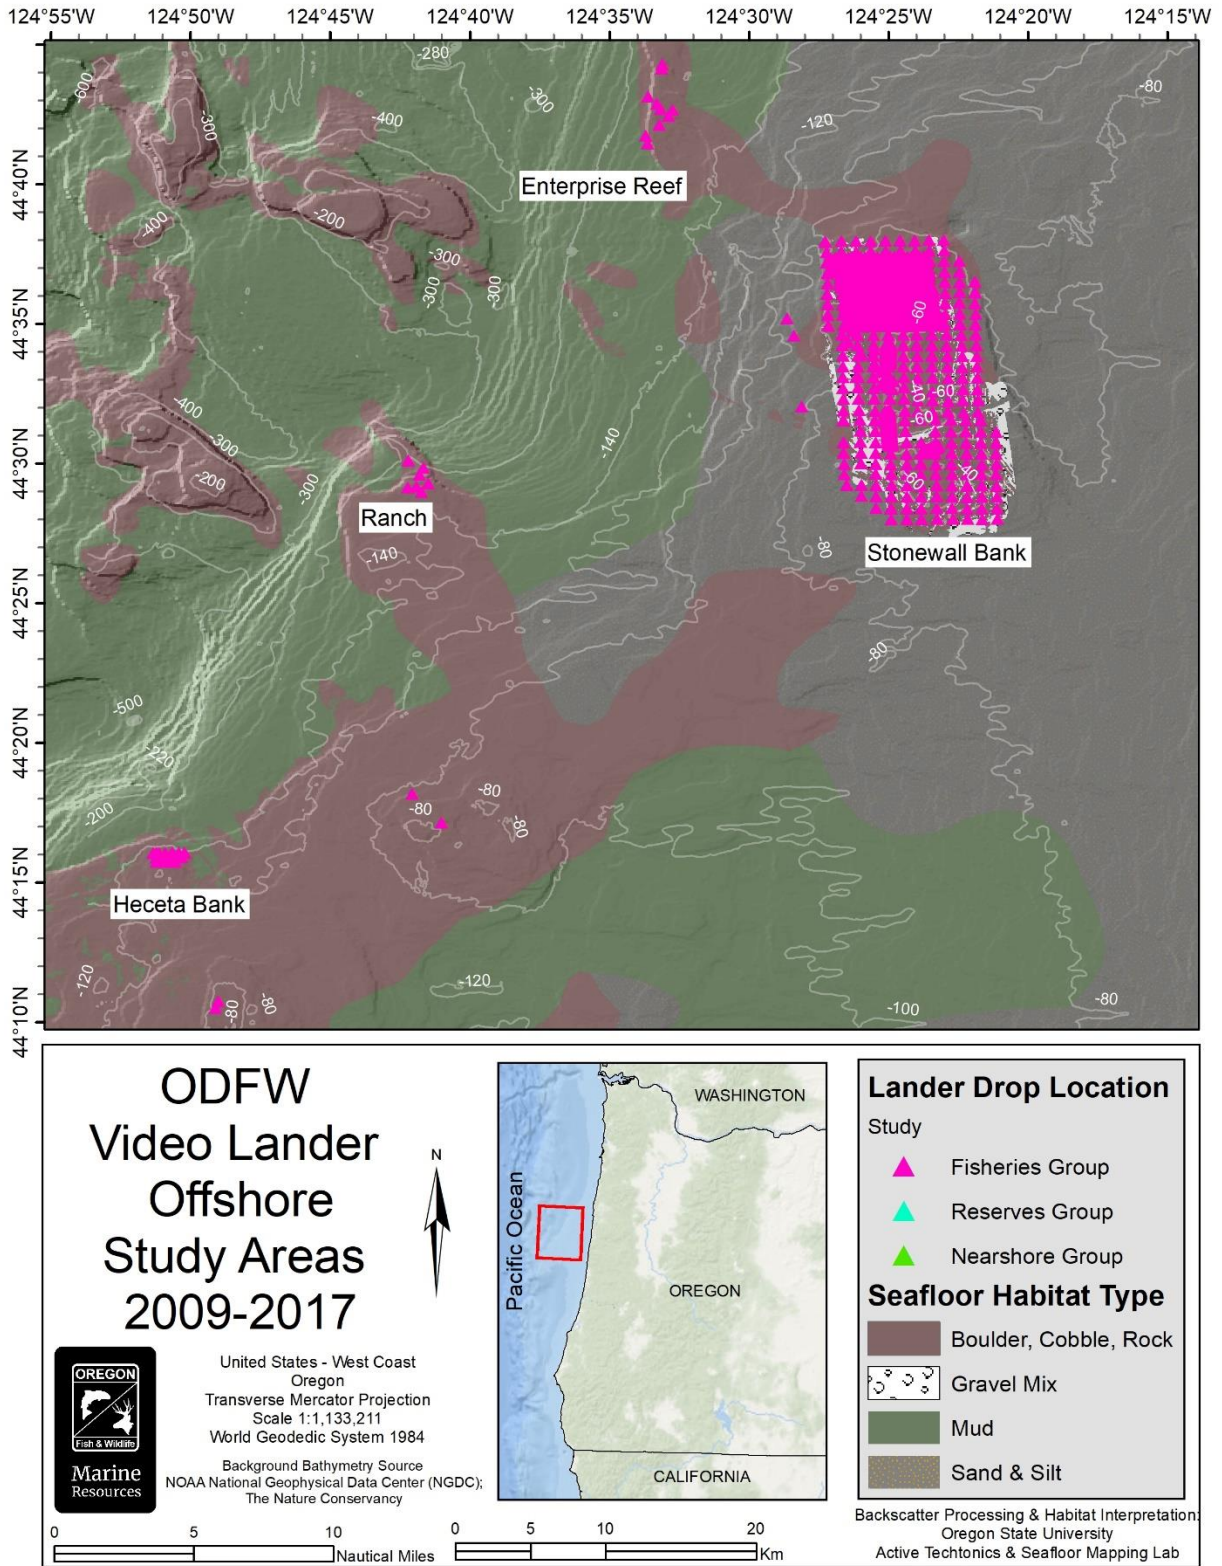 124°55'W 124°50'W 124°45'W 124°40'W 124°35'W 124°30'W 124°25'W 124°20'W 124°15'W
44°40'N
44°35'N
44°30'N
44°25'N
44°20'N
44°15'N
44°10'N
-280
-80
-600
-300
-300
-400
-120
Enterprise Reef
-200
-400
-300
-300
-300
-60
-400
-40
-60
-300
-140
-60
-200
-300
-60
-40
Ranch
Stonewall Bank
-140
-80
-80
-500
-220
-80
-80
-200
-80
Heceta Bank
-120
-120
-80
-80
-100
-80
ODFW
Video Lander
Offshore
Study Areas
2009-2017
N
OREGON
Fish & Wildlife
Marine
Resources
United States - West Coast
Oregon
Transverse Mercator Projection
Scale 1:1,133,211
World Geodedic System 1984
Background Bathymetry Source
NOAA National Geophysical Data Center (NGDC);
The Nature Conservancy
0 5 10
Nautical Miles
0 5 10 20
Km
WASHINGTON
Pacific Ocean
OREGON
CALIFORNIA
Lander Drop Location
Study
Fisheries Group
Reserves Group
Nearshore Group
Seafloor Habitat Type
Boulder, Cobble, Rock
Gravel Mix
Mud
Sand & Silt
Backscatter Processing & Habitat Interpretation:
Oregon State University
Active Techtonics & Seafloor Mapping Lab